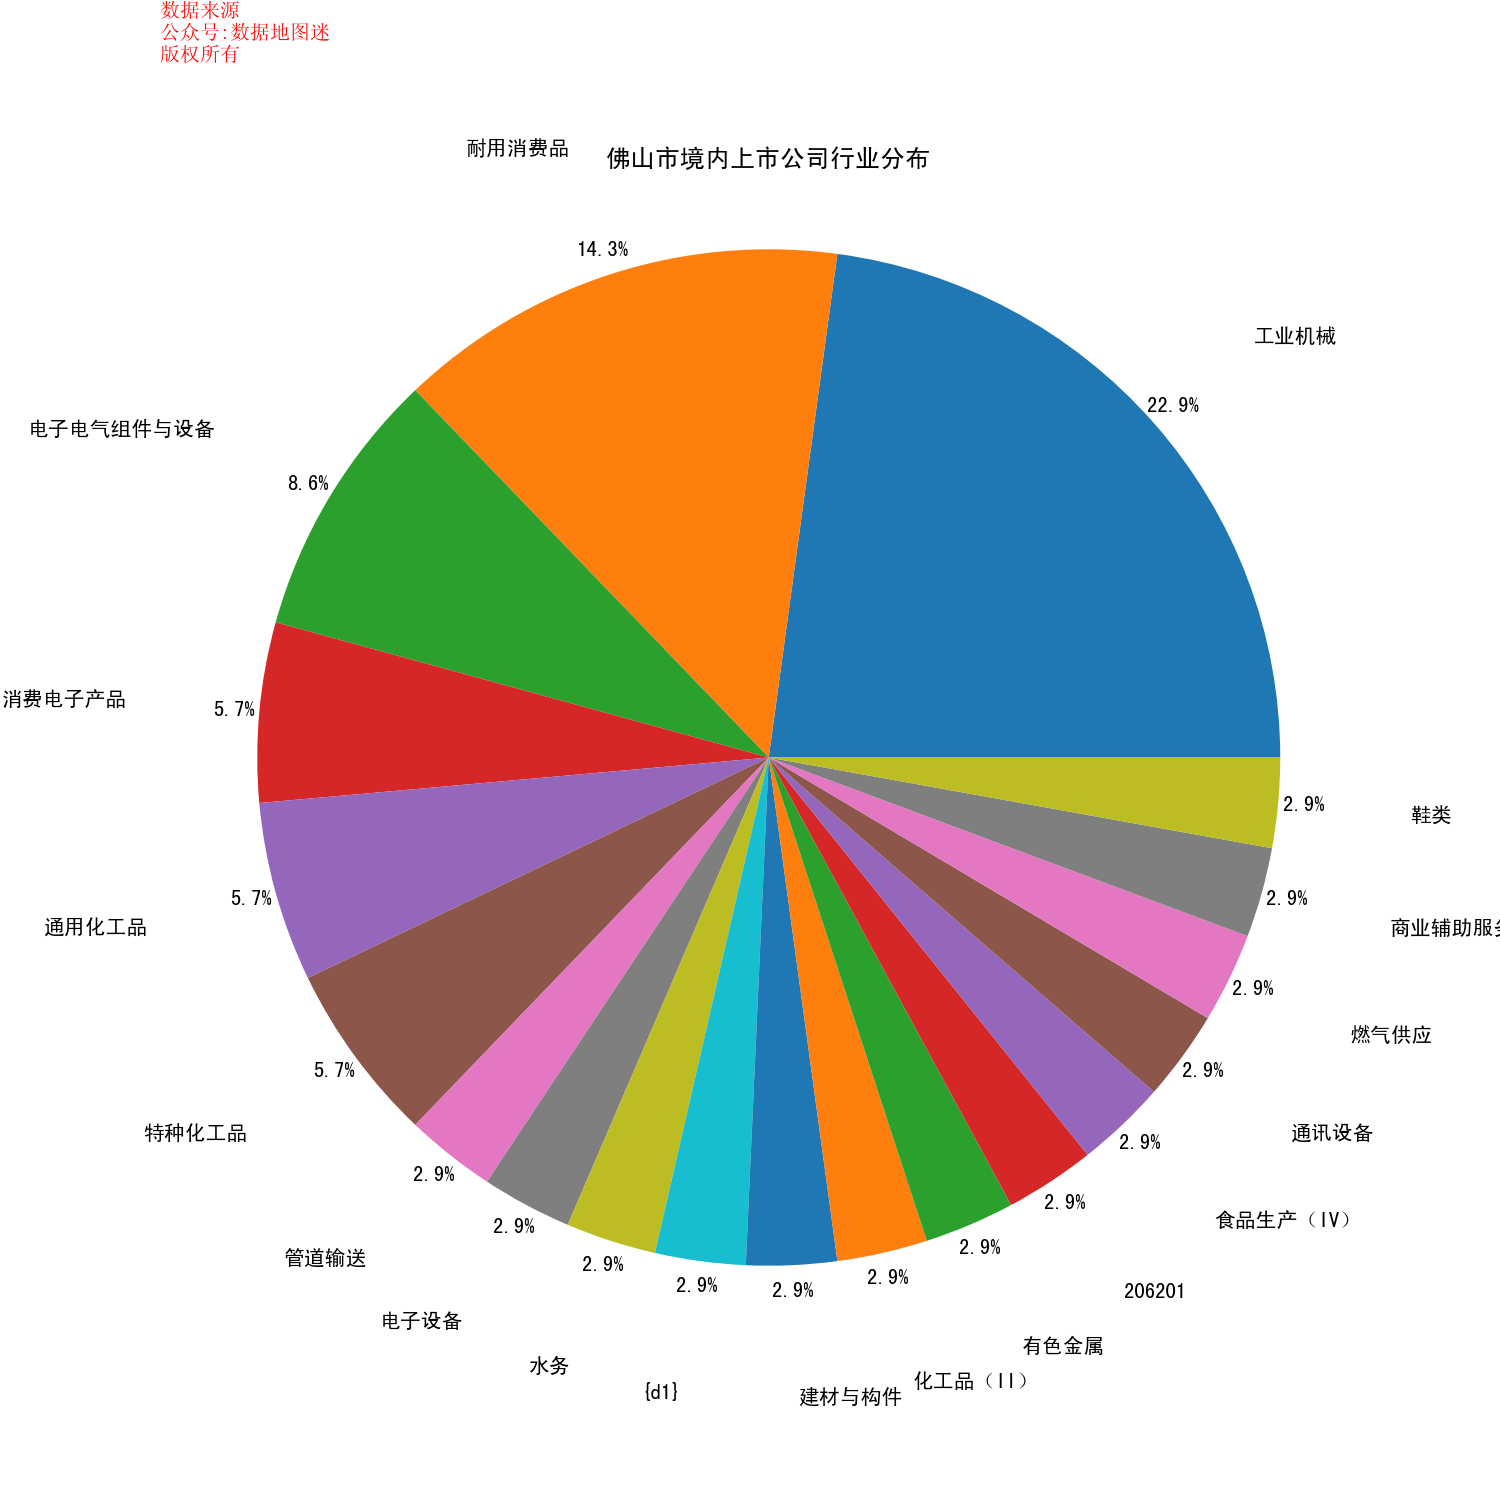 数据来源
公众号:数据地图迷
版权所有
耐用消费品
佛山市境内上市公司行业分布
14.3%
工业机械
22.9%
电子电气组件与设备
8.6%
消费电子产品
5.7%
2.9%
鞋类
5.7%
通用化工品
2.9%
商业辅助服务
2.9%
燃气供应
5.7%
特种化工品
2.9%
通讯设备
2.9%
食品生产（IV）
2.9%
管道输送
2.9%
206201
2.9%
电子设备
2.9%
有色金属
2.9%
水务
2.9%
化工品（II）
2.9%
{d1}
2.9%
建材与构件